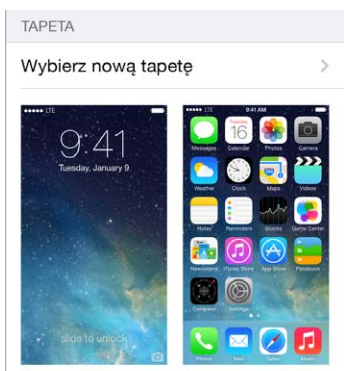 TAPETA
Wybierz nową tapetę
LTE
9:41
Tuesday, January 9
slide to unlock
LTE 9:41 AM
Tuesday
16
Messages Calendar Photos Camera
Weather Clock Maps Videos
Notes Reminders Stocks Game Center
Newsstand iTunes Store App Store Passbook
Compass Settings
Phone Mail Safari Music